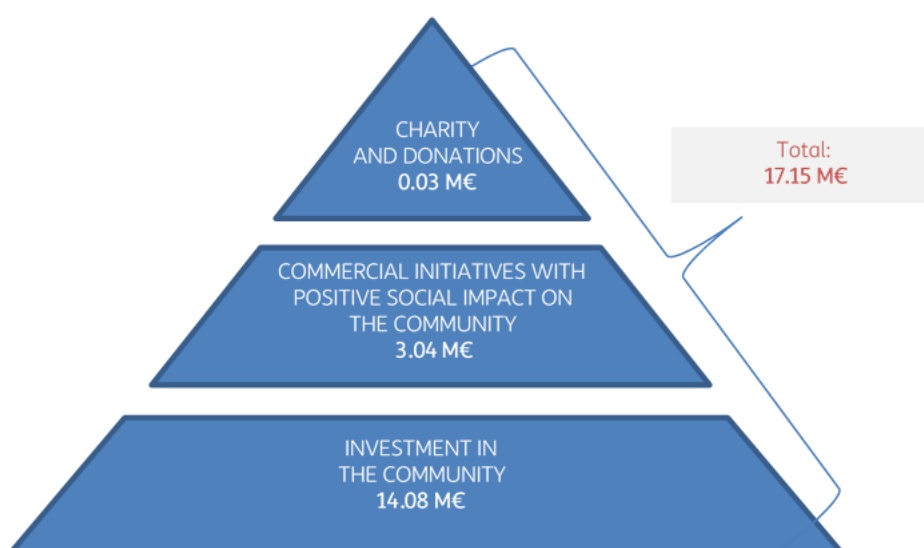 CHARITY
AND DONATIONS
0.03 M€
Total:
17.15 M€
COMMERCIAL INITIATIVES WITH
POSITIVE SOCIAL IMPACT ON
THE COMMUNITY
3.04 M€
INVESTMENT IN
THE COMMUNITY
14.08 M€